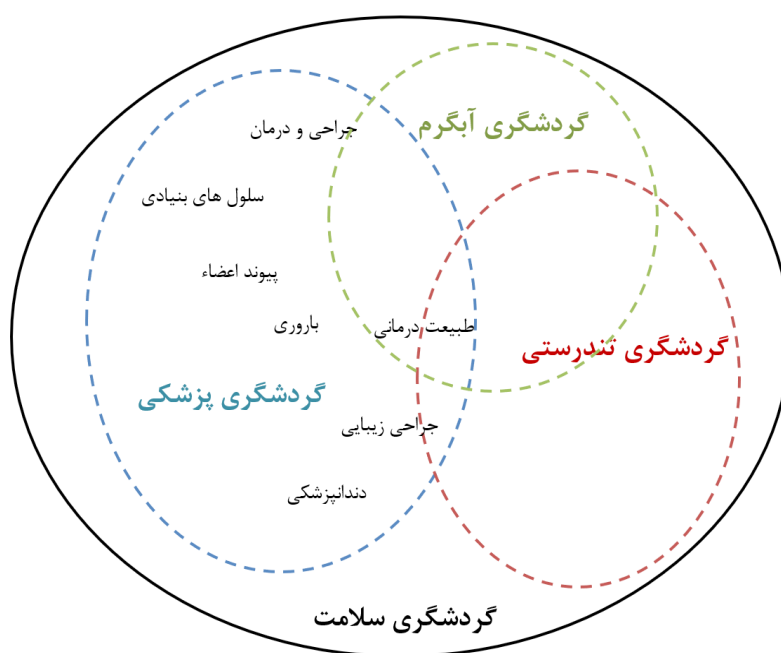 گردشگری آبگرم
جراحی و درمان
سلول های بنیادی
پیوند اعضاء
باروری
طبیعت درمانی
گردشگری تندرستی
گردشگری پزشکی
جراحی زیبایی
دندانپزشکی
گردشگری سلامت